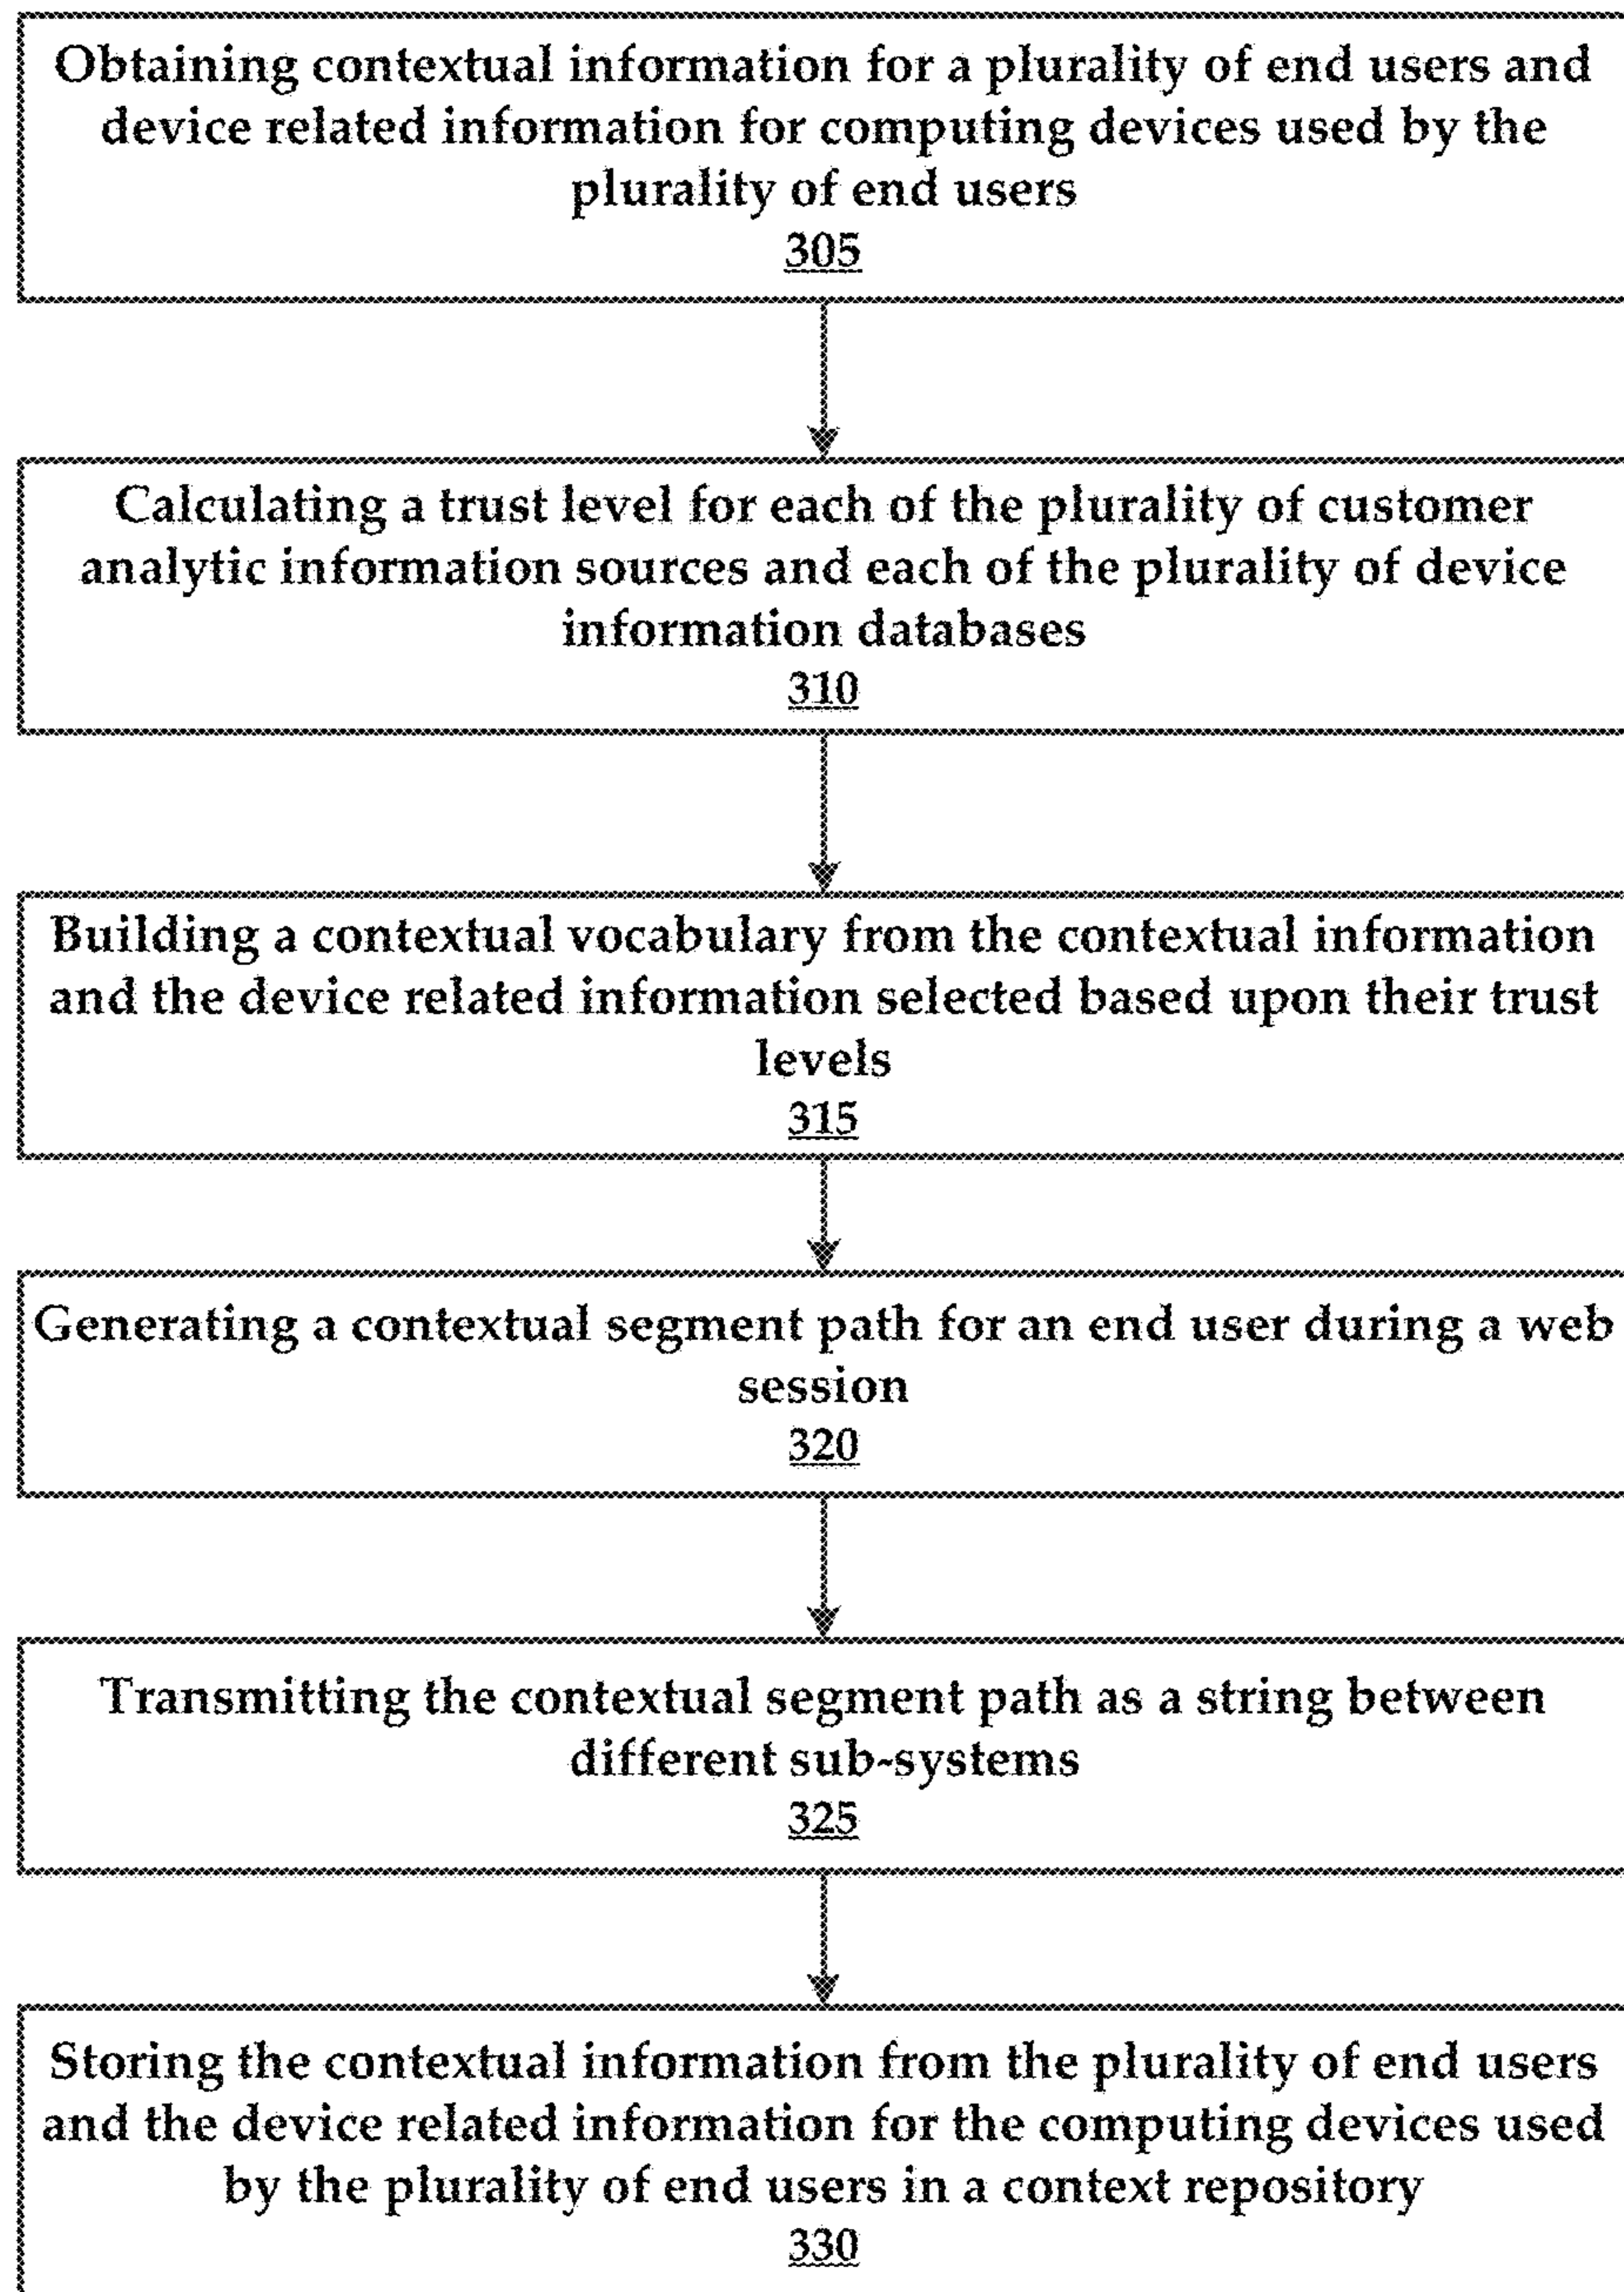 Obtaining contextual information for a plurality of end users and
device related information for computing devices used by the
plurality of end users
305
Calculating a trust level for each of the plurality of customer
analytic information sources and each of the plurality of device
information databases
310
Building a contextual vocabulary from the contextual information
and the device related information selected based upon their trust
levels
315
Generating a contextual segment path for an end user during a web
session
320
Transmitting the contextual segment path as a string between
different sub-systems
325
Storing the contextual information from the plurality of end users
and the device related information for the computing devices used
by the plurality of end users in a context repository
330